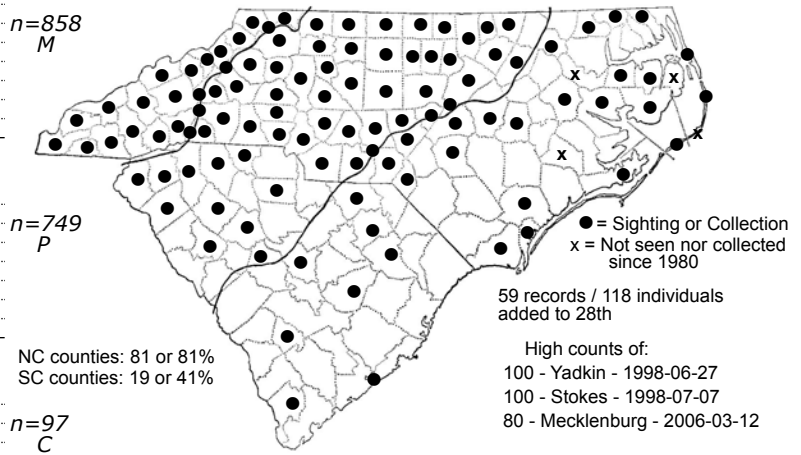 n=858
M
n=749
P
n=97
C
x
x
x
x
● = Sighting or Collection
x = Not seen nor collected
since 1980
59 records / 118 individuals
added to 28th
NC counties: 81 or 81%
SC counties: 19 or 41%
High counts of:
100 - Yadkin - 1998-06-27
100 - Stokes - 1998-07-07
80 - Mecklenburg - 2006-03-12